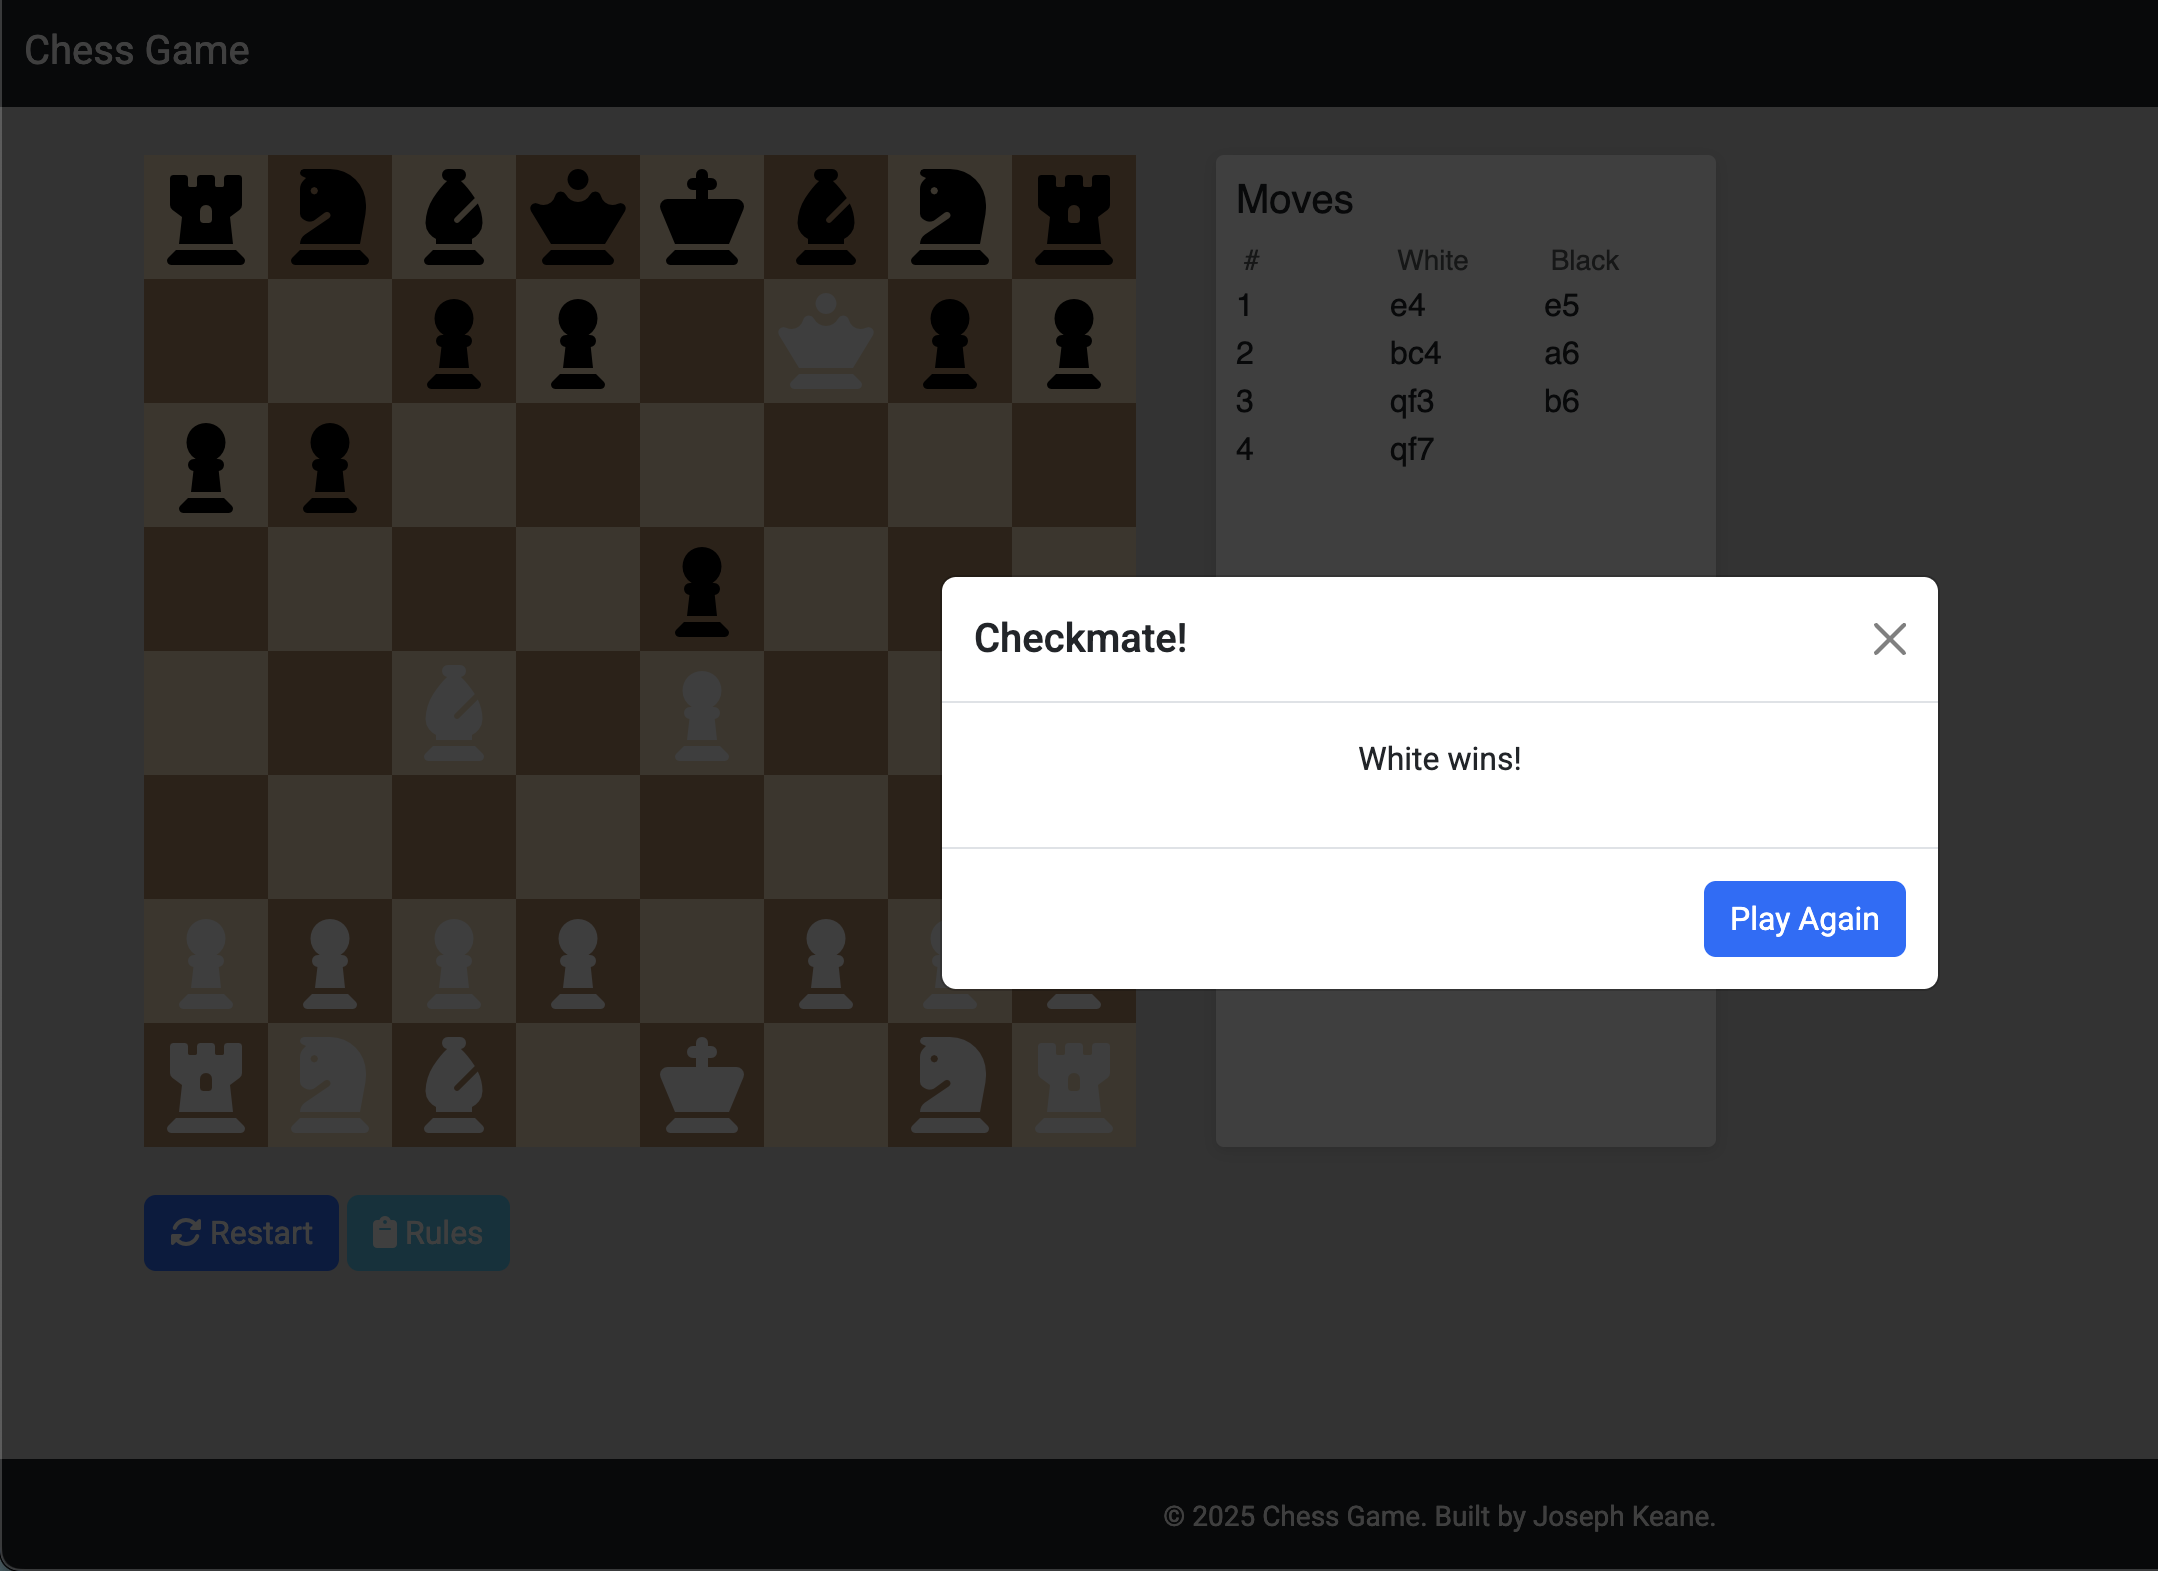 Chess Game
Moves
# White Black
1 e4 e5
2 bc4 a6
3 qf3 b6
4 qf7
Checkmate!
White wins!
Play Again
Restart Rules
© 2025 Chess Game. Built by Joseph Keane.